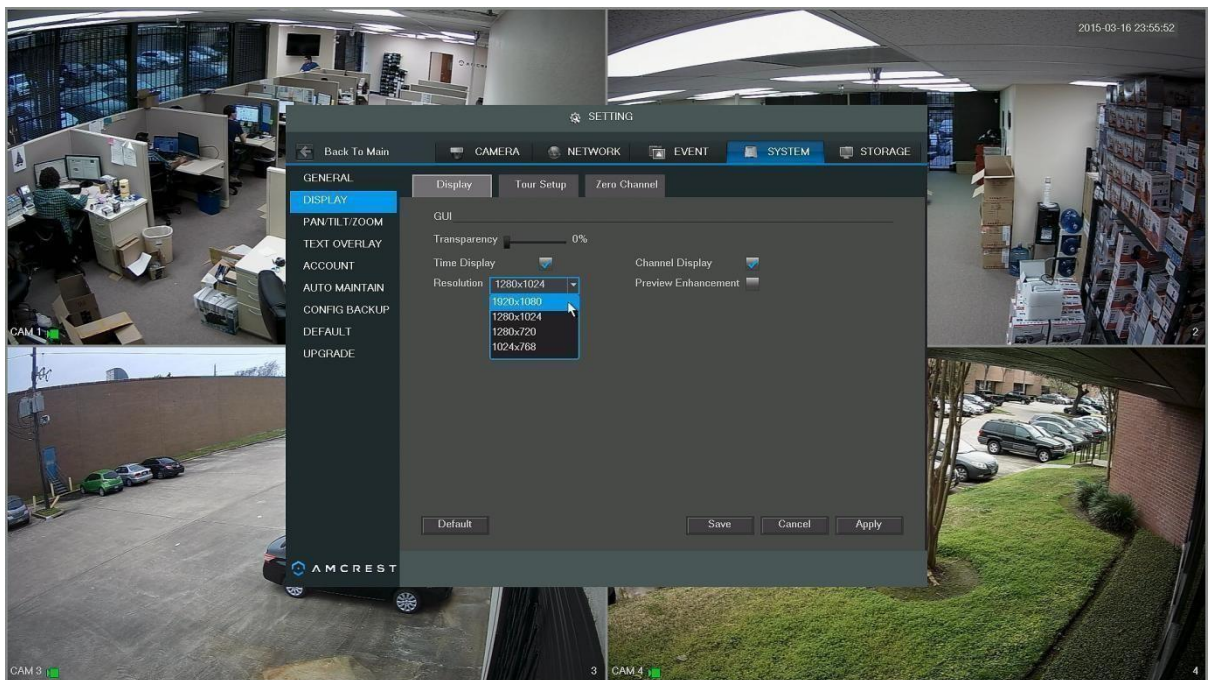 2015-03-16 23:55:52
SETTING
Back To Main
CAMERA
NETWORK
EVENT
SYSTEM
STORAGE
GENERAL
DISPLAY
PAN/TILT/ZOOM
TEXT OVERLAY
ACCOUNT
AUTO MAINTAIN
CONFIG BACKUP
DEFAULT
UPGRADE
Display
Tour Setup
Zero Channel
GUI
Transparency
0%
Time Display
Channel Display
Resolution
1280x1024
Preview Enhancement
1920x1080
1280x1024
1280x720
1024x768
Default
Save
Cancel
Apply
AMCREST
CAM 1
2
CAM 3
3
CAM 4
4